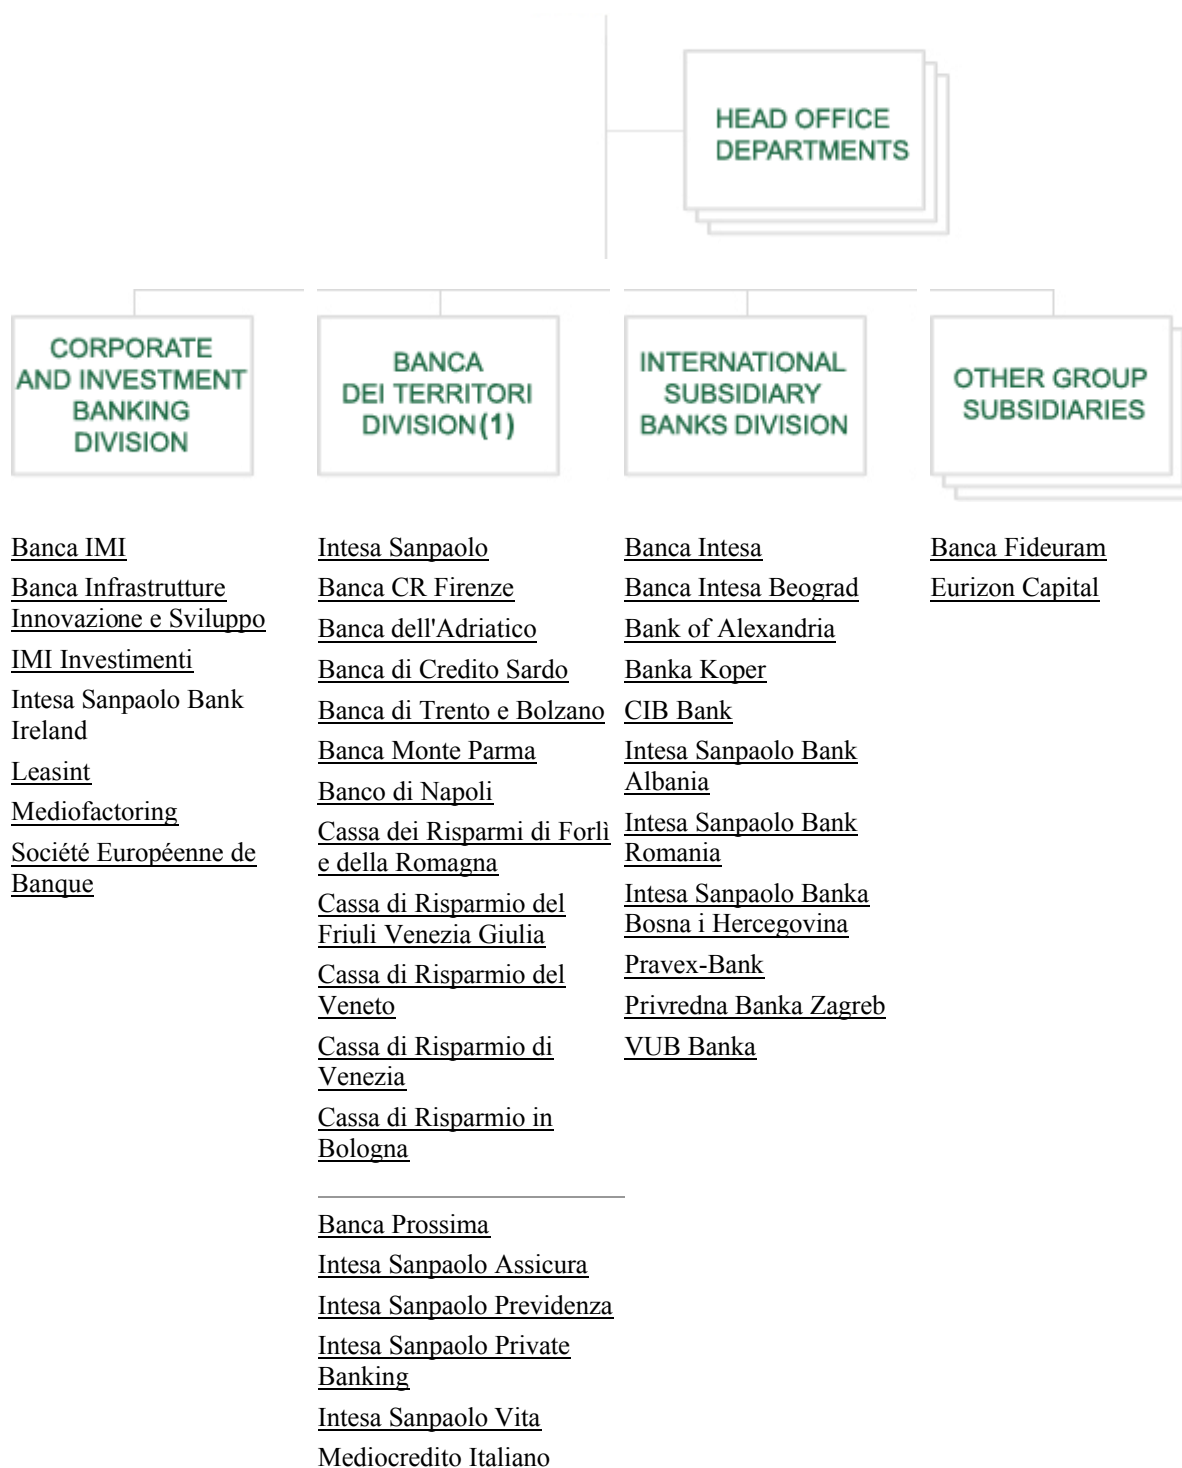 HEAD OFFICE
DEPARTMENTS
CORPORATE
AND INVESTMENT
BANKING
DIVISION
BANCA
DEI TERRITORI
DIVISION(1)
INTERNATIONAL
SUBSIDIARY
BANKS DIVISION
OTHER GROUP
SUBSIDIARIES
Banca IMI
Banca Infrastrutture
Innovazione e Sviluppo
IMI Investimenti
Intesa Sanpaolo Bank
Ireland
Leasint
Mediofactoring
Société Européenne de
Banque
Intesa Sanpaolo
Banca CR Firenze
Banca dell'Adriatico
Banca di Credito Sardo
Banca di Trento e Bolzano
Banca Monte Parma
Banco di Napoli
Cassa dei Risparmi di Forlì
e della Romagna
Cassa di Risparmio del
Friuli Venezia Giulia
Cassa di Risparmio del
Veneto
Cassa di Risparmio di
Venezia
Cassa di Risparmio in
Bologna
Banca Prossima
Intesa Sanpaolo Assicura
Intesa Sanpaolo Previdenza
Intesa Sanpaolo Private
Banking
Intesa Sanpaolo Vita
Mediocredito Italiano
Banca Intesa
Banca Intesa Beograd
Bank of Alexandria
Banka Koper
CIB Bank
Intesa Sanpaolo Bank
Albania
Intesa Sanpaolo Bank
Romania
Intesa Sanpaolo Banka
Bosna i Hercegovina
Pravex-Bank
Privredna Banka Zagreb
VUB Banka
Banca Fideuram
Eurizon Capital